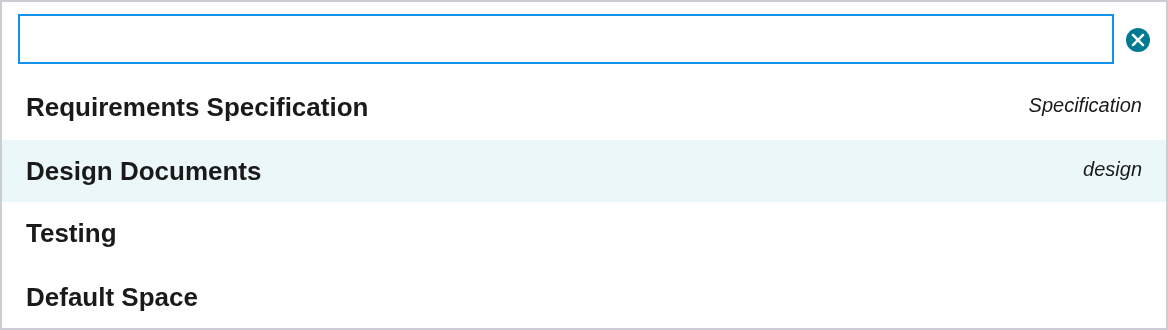 Requirements Specification Specification
Design Documents design
Testing
Default Space